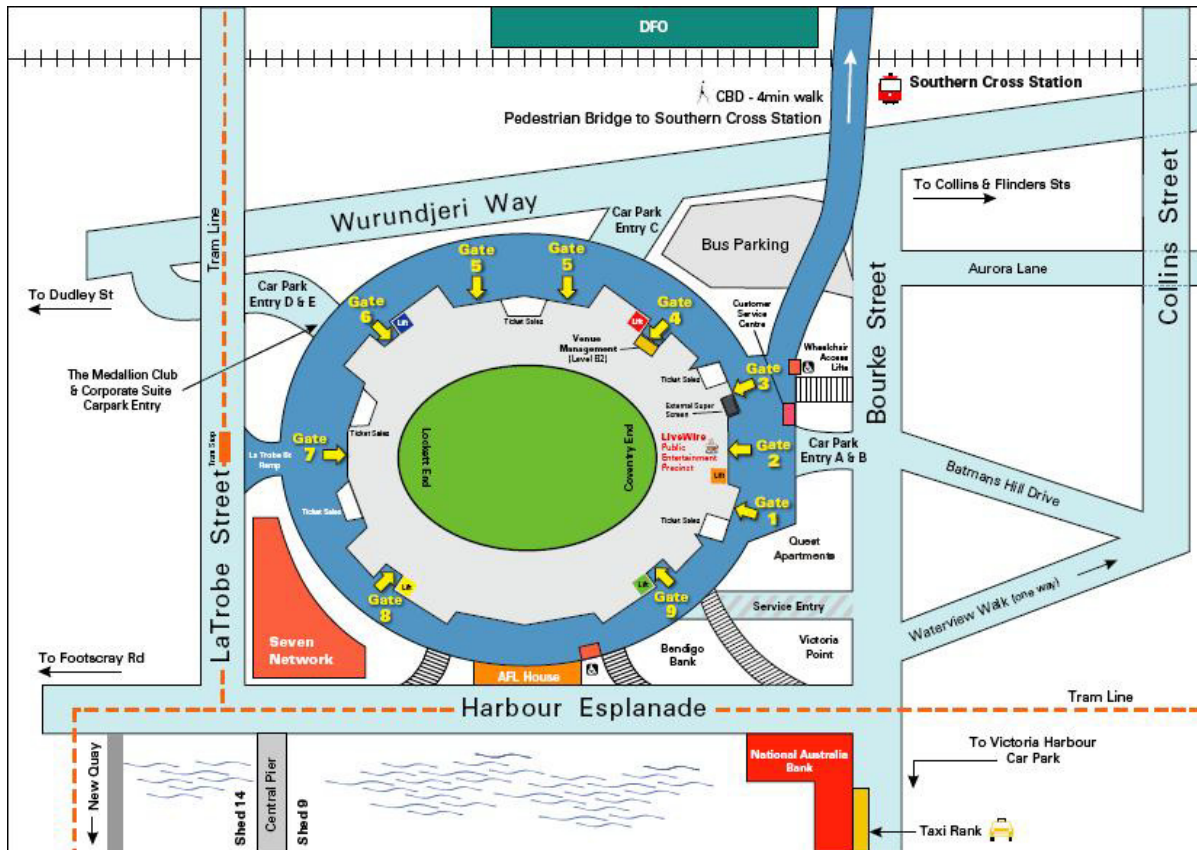 DFO
CBD - 4min walk
Pedestrian Bridge to Southern Cross Station
Southern Cross Station
To Collins & Flinders Sts
Collins Street
Wurundjeri Way
Car Park
Entry C
Bus Parking
Aurora Lane
Tram Line
To Dudley St
Car Park
Entry D & E
Gate
5
Gate
5
Gate
6
Lift
Ticket Sales
Lift
Gate
4
Venue
Management
(Level B2)
Customer
Service
Centre
Wheelchair
Access
Lifts
Bourke Street
The Medallion Club
& Corporate Suite
Carpark Entry
Ticket Sales
Gate
3
External Super
Screen
Tram Stop
La Trobe St
Ramp
Gate
7
Ticket Sales
Lockett End
Coventry End
LiveWire
Public
Entertainment
Precinct
Lift
Gate
2
Car Park
Entry A & B
Batmans Hill Drive
LaTrobe Street
Ticket Sales
Ticket Sales
Gate
1
Quest
Apartments
Gate
8
Lift
Lift
Gate
9
Service Entry
Waterview Walk (one way)
Seven
Network
Bendigo
Bank
Victoria
Point
To Footscray Rd
AFL House
Harbour Esplanade
Tram Line
New Quay
Shed 14
Central Pier
Shed 9
National Australia
Bank
To Victoria Harbour
Car Park
Taxi Rank